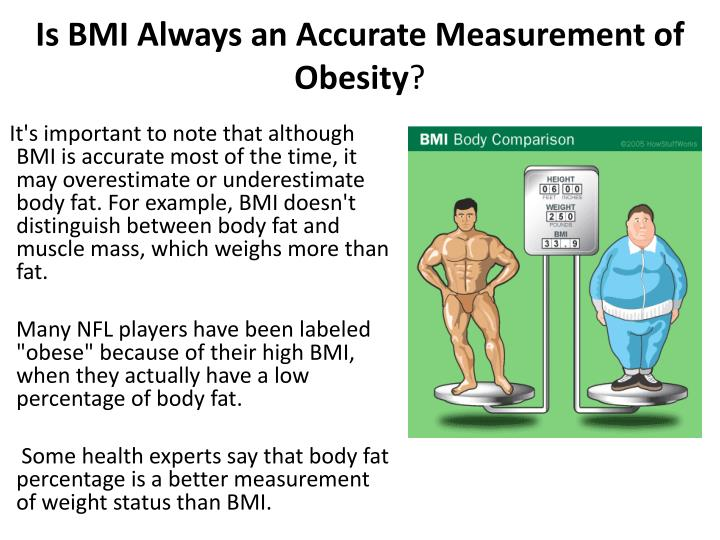 Is BMI Always an Accurate Measurement of
Obesity?
It's important to note that although
BMI is accurate most of the time, it
may overestimate or underestimate
body fat. For example, BMI doesn't
distinguish between body fat and
muscle mass, which weighs more than
fat.
Many NFL players have been labeled
"obese" because of their high BMI,
when they actually have a low
percentage of body fat.
Some health experts say that body fat
percentage is a better measurement
of weight status than BMI.
BMI Body Comparison
©2005 HowStuffWorks
HEIGHT
06 00
FEET INCHES
WEIGHT
250
POUNDS
BMI
33.9